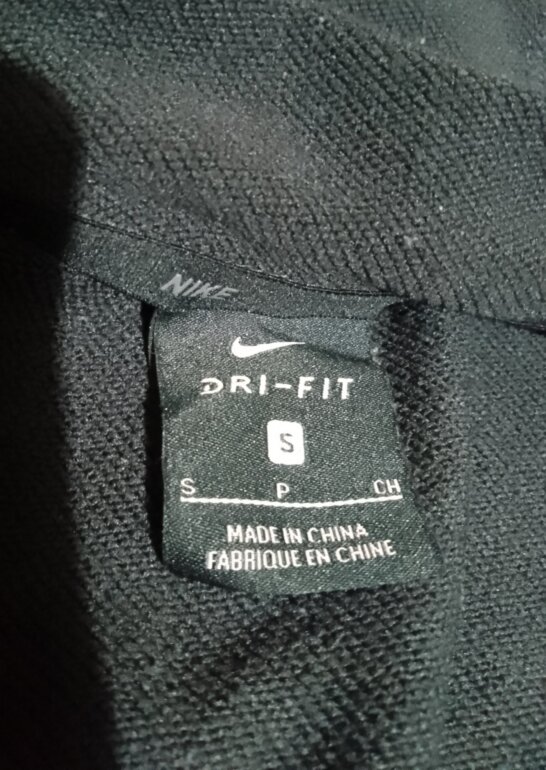 NIKE
DRI-FIT
S
S P CH
MADE IN CHINA
FABRIQUE EN CHINE